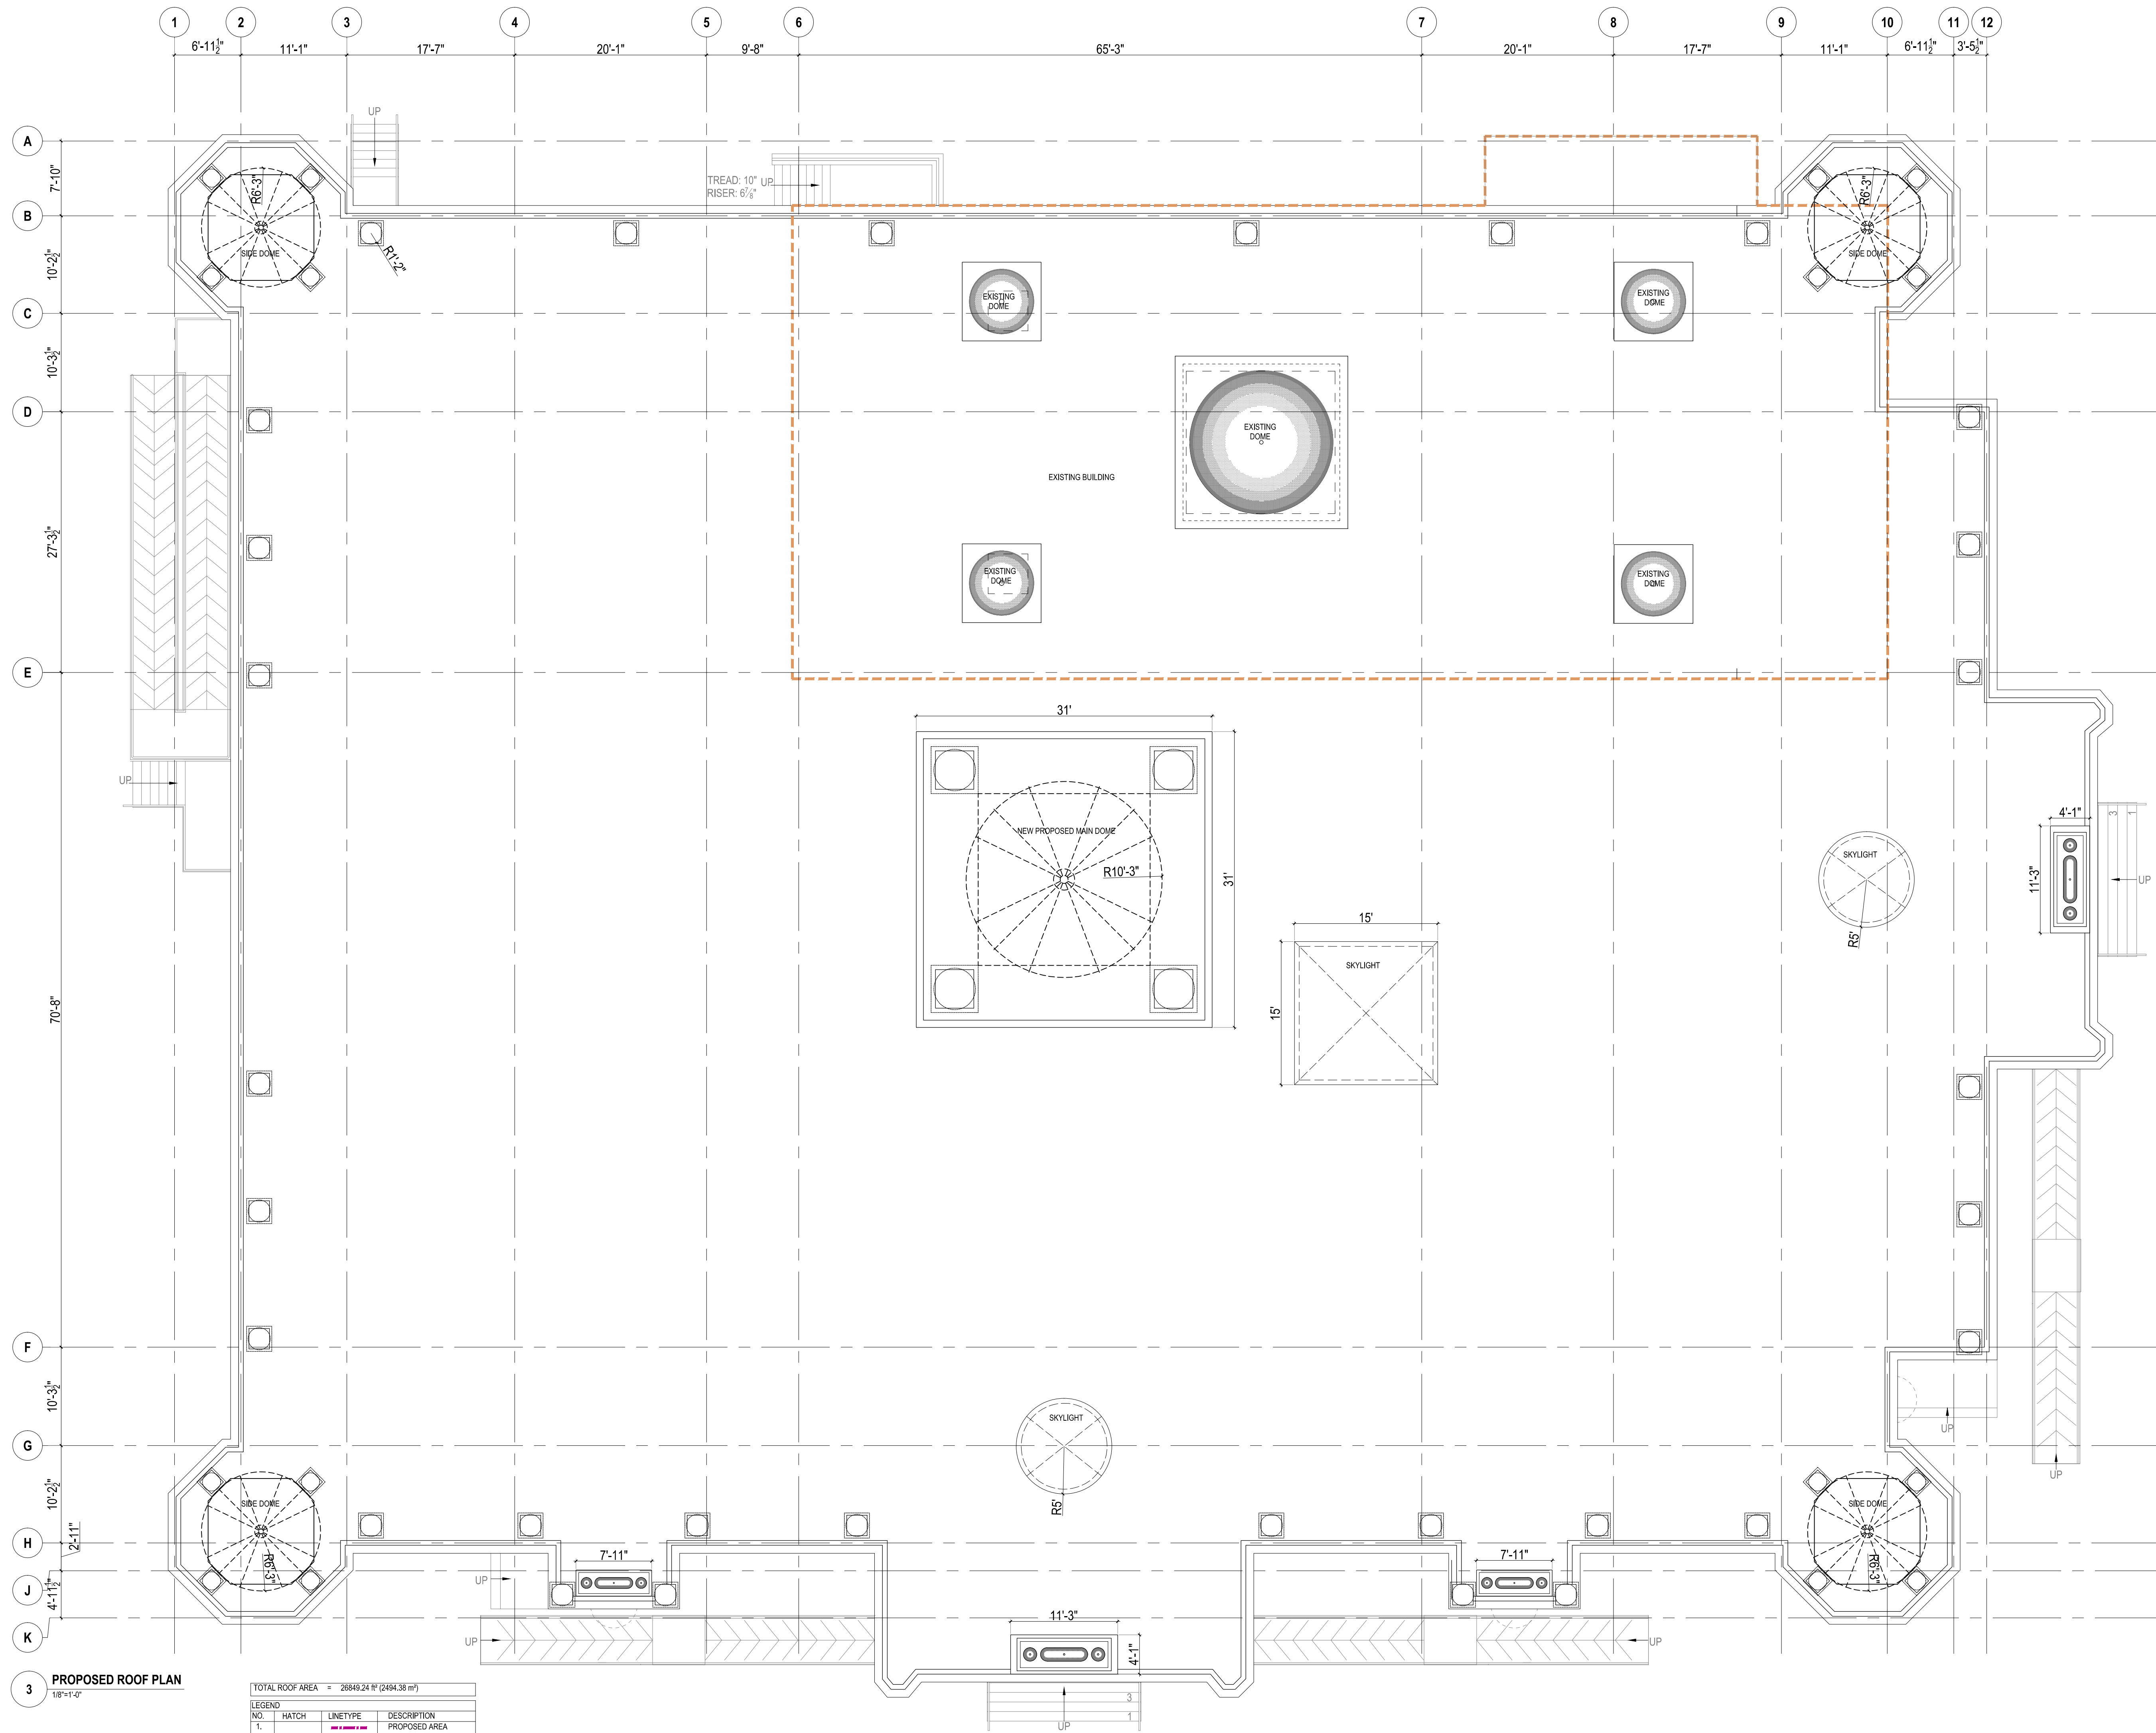 1 2 3 4 5 6 7 8 9 10 11 12
6'-11½" 11'-1" 17'-7" 20'-1" 9'-8" 65'-3" 20'-1" 17'-7" 11'-1" 6'-11½" 3'-5½"
UP
A
7'-10"
TREAD: 10" UP
RISER: 6⅞"
R6'-3" R6'-3"
B
SIDE DOME SIDE DOME
R1'-2"
10'-2½"
EXISTING
DOME
EXISTING
DOME
C
10'-3½"
D
EXISTING
DOME
EXISTING BUILDING
27'-3½"
EXISTING
DOME
EXISTING
DOME
E
31'
UP
4'-1"
3 1
NEW PROPOSED MAIN DOME
SKYLIGHT
R10'-3"
31'
11'-3"
UP
15'
R5'
SKYLIGHT
70'-8"
15'
F
10'-3½"
SKYLIGHT
UP
G
UP
10'-2½"
SIDE DOME
R5'
SIDE DOME
H
2'-11"
R6'-3" R6'-3"
7'-11" 7'-11"
UP
J
4'-11½"
11'-3"
K
UP
4'-1"
UP
3 PROPOSED ROOF PLAN
1/8"=1'-0"
TOTAL ROOF AREA = 26849.24 ft² (2494.38 m²)
3
1
UP
LEGEND
NO. HATCH LINETYPE DESCRIPTION
1. PROPOSED AREA